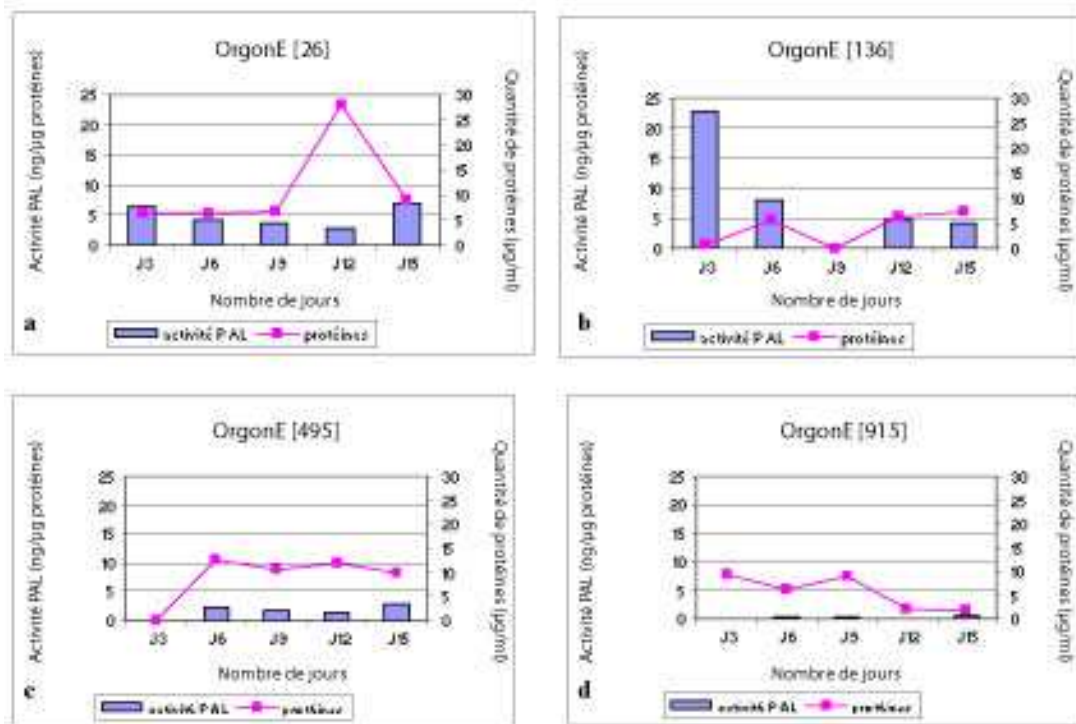 OrgonE [26]
Activité PAL (ng/µg protéines)
Quantité de protéines (µg/ml)
25
20
15
10
5
0
30
25
20
15
10
5
0
J3 J6 J9 J12 J15
Nombre de jours
a
activité PAL protéines
OrgonE [136]
Activité PAL (ng/µg protéines)
Quantité de protéines (µg/ml)
25
20
15
10
5
0
30
25
20
15
10
5
0
J3 J6 J9 J12 J15
Nombre de jours
b
activité PAL protéines
OrgonE [495]
Activité PAL (ng/µg protéines)
Quantité de protéines (µg/ml)
25
20
15
10
5
0
30
25
20
15
10
5
0
J3 J6 J9 J12 J15
Nombre de jours
c
activité PAL protéines
OrgonE [915]
Activité PAL (ng/µg protéines)
Quantité de protéines (µg/ml)
25
20
15
10
5
0
30
25
20
15
10
5
0
J3 J6 J9 J12 J15
Nombre de jours
d
activité PAL protéines